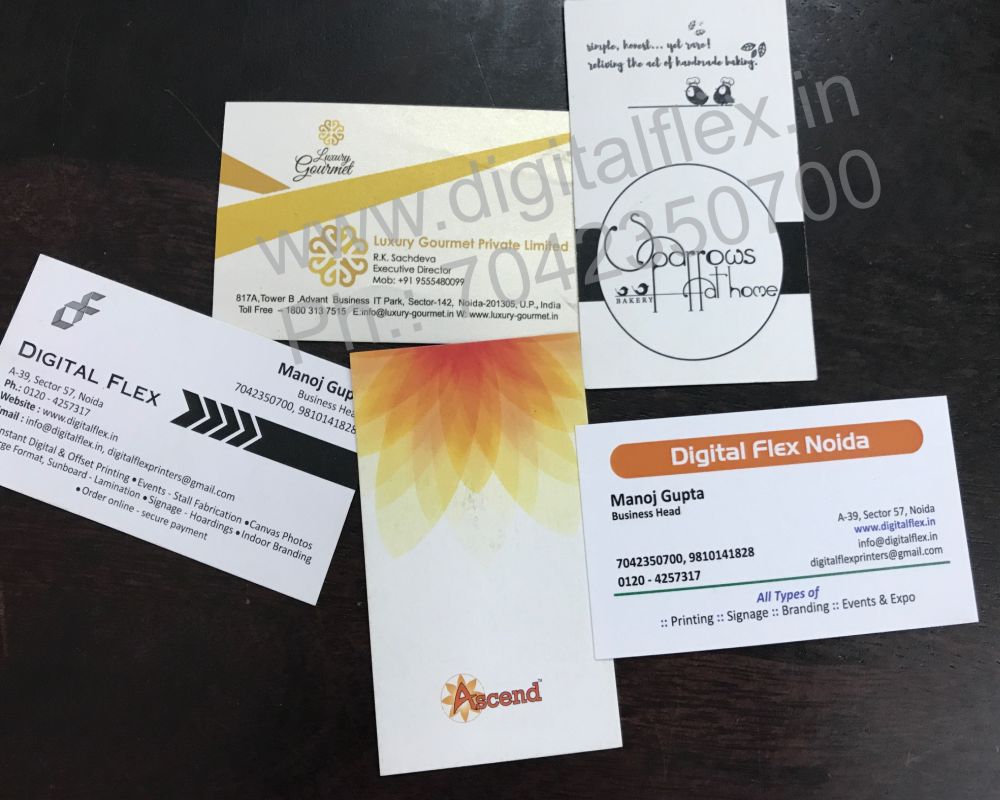 simple, honest... yet rare!
reliving the art of handmade baking.
Sparrows
At home
BAKERY
Luxury
Gourmet
Luxury Gourmet Private Limited
R.K. Sachdeva
Executive Director
Mob: +91 9555480099
817A,Tower B ,Advant Business IT Park, Sector-142, Noida-201305, U.P., India
Toll Free – 1800 313 7515 E:info@luxury-gourmet.in W: www.luxury-gourmet.in
www.digitalflex.in
Ph.: 7042350700
DIGITAL FLEX
A-39, Sector 57, Noida
Ph.: 0120 - 4257317
Website : www.digitalflex.in
Email : info@digitalflex.in, digitalflexprinters@gmail.com
Manoj Gup
Business Hea
7042350700, 981014182
nstant Digital & Offset Printing •Events - Stall Fabrication •Canvas Photos
rge Format, Sunboard - Lamination •Signage - Hoardings •Indoor Branding
•Order online - secure payment
Ascend™
Digital Flex Noida
Manoj Gupta
Business Head
7042350700, 9810141828
0120 - 4257317
A-39, Sector 57, Noida
www.digitalflex.in
info@digitalflex.in
digitalflexprinters@gmail.com
All Types of
:: Printing :: Signage :: Branding :: Events & Expo